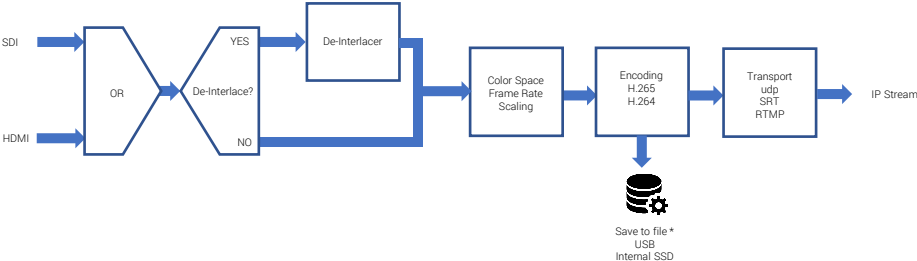 SDI
HDMI
OR
De-Interlace?
YES
NO
De-Interlacer
Color Space
Frame Rate
Scaling
Encoding
H.265
H.264
Transport
udp
SRT
RTMP
IP Stream
Save to file *
USB
Internal SSD